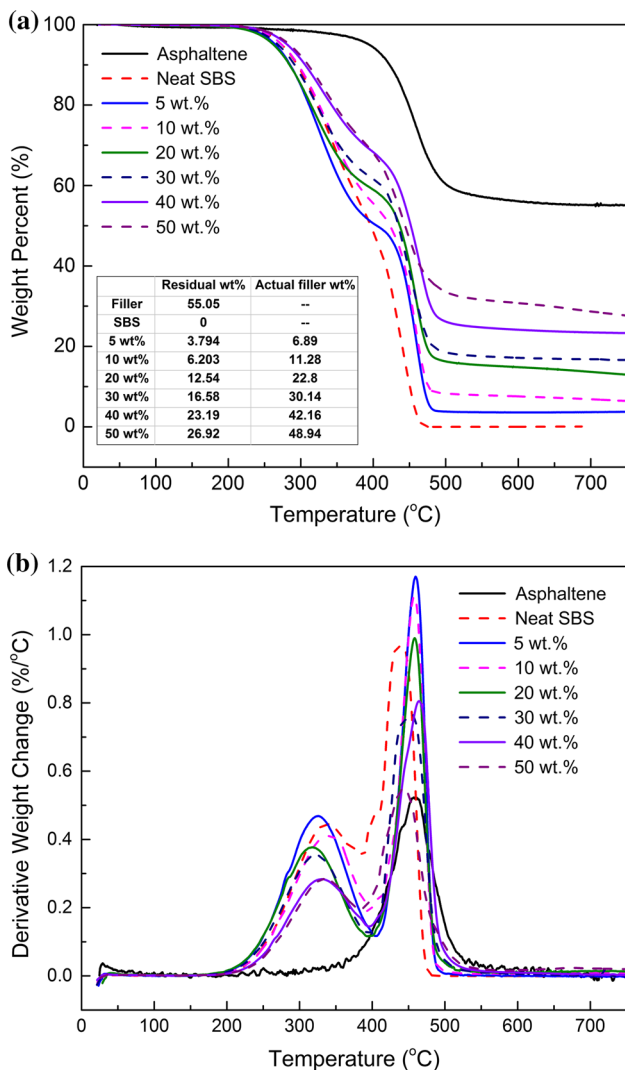 (a)
100
80
60
40
20
0
Weight Percent (%)
Asphaltene
Neat SBS
5 wt.%
10 wt.%
20 wt.%
30 wt.%
40 wt.%
50 wt.%
Residual wt% Actual filler wt%
Filler 55.05 --
SBS 0 --
5 wt% 3.794 6.89
10 wt% 6.203 11.28
20 wt% 12.54 22.8
30 wt% 16.58 30.14
40 wt% 23.19 42.16
50 wt% 26.92 48.94
0 100 200 300 400 500 600 700
Temperature (°C)
(b)
1.2
1.0
0.8
0.6
0.4
0.2
0.0
Derivative Weight Change (%/°C)
Asphaltene
Neat SBS
5 wt.%
10 wt.%
20 wt.%
30 wt.%
40 wt.%
50 wt.%
0 100 200 300 400 500 600 700
Temperature (°C)